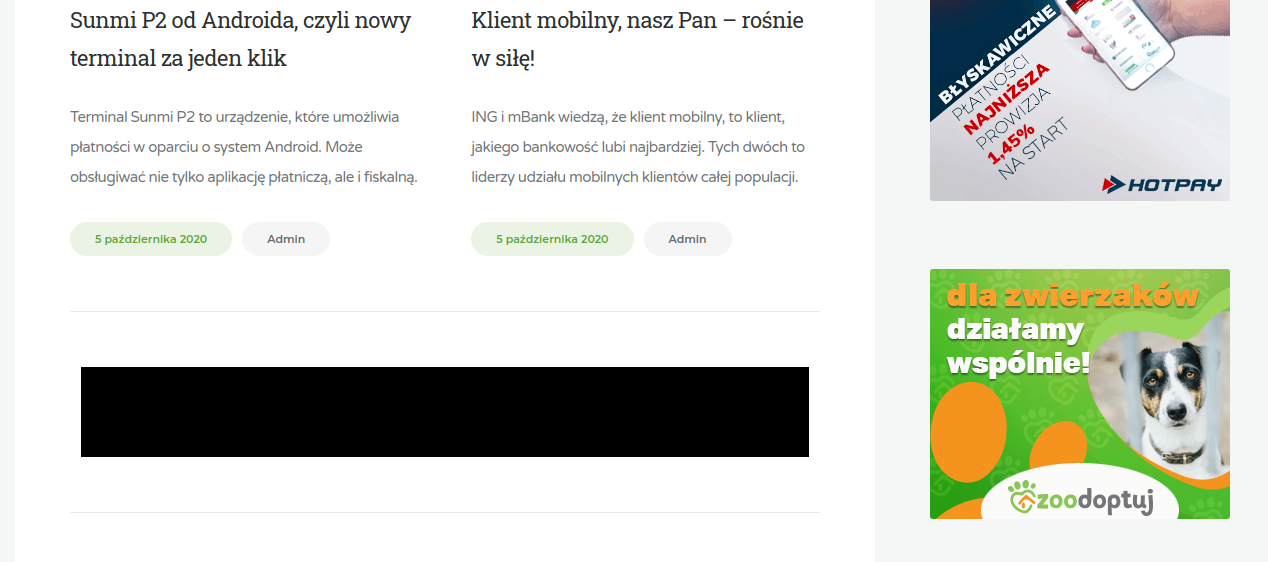 Sunmi P2 od Androida, czyli nowy
terminal za jeden klik
Terminal Sunmi P2 to urządzenie, które umożliwia
płatności w oparciu o system Android. Może
obsługiwać nie tylko aplikację płatniczą, ale i fiskalną.
5 października 2020
Admin
Klient mobilny, nasz Pan – rośnie
w siłę!
ING i mBank wiedzą, że klient mobilny, to klient,
jakiego bankowość lubi najbardziej. Tych dwóch to
liderzy udziału mobilnych klientów całej populacji.
5 października 2020
Admin
BŁYSKAWICZNE
PŁATNOŚCI
NAJNIŻSZA
PROWIZJA
1,45%
NA START
HOTPAY
dla zwierzaków
działamy
wspólnie!
zoodoptuj